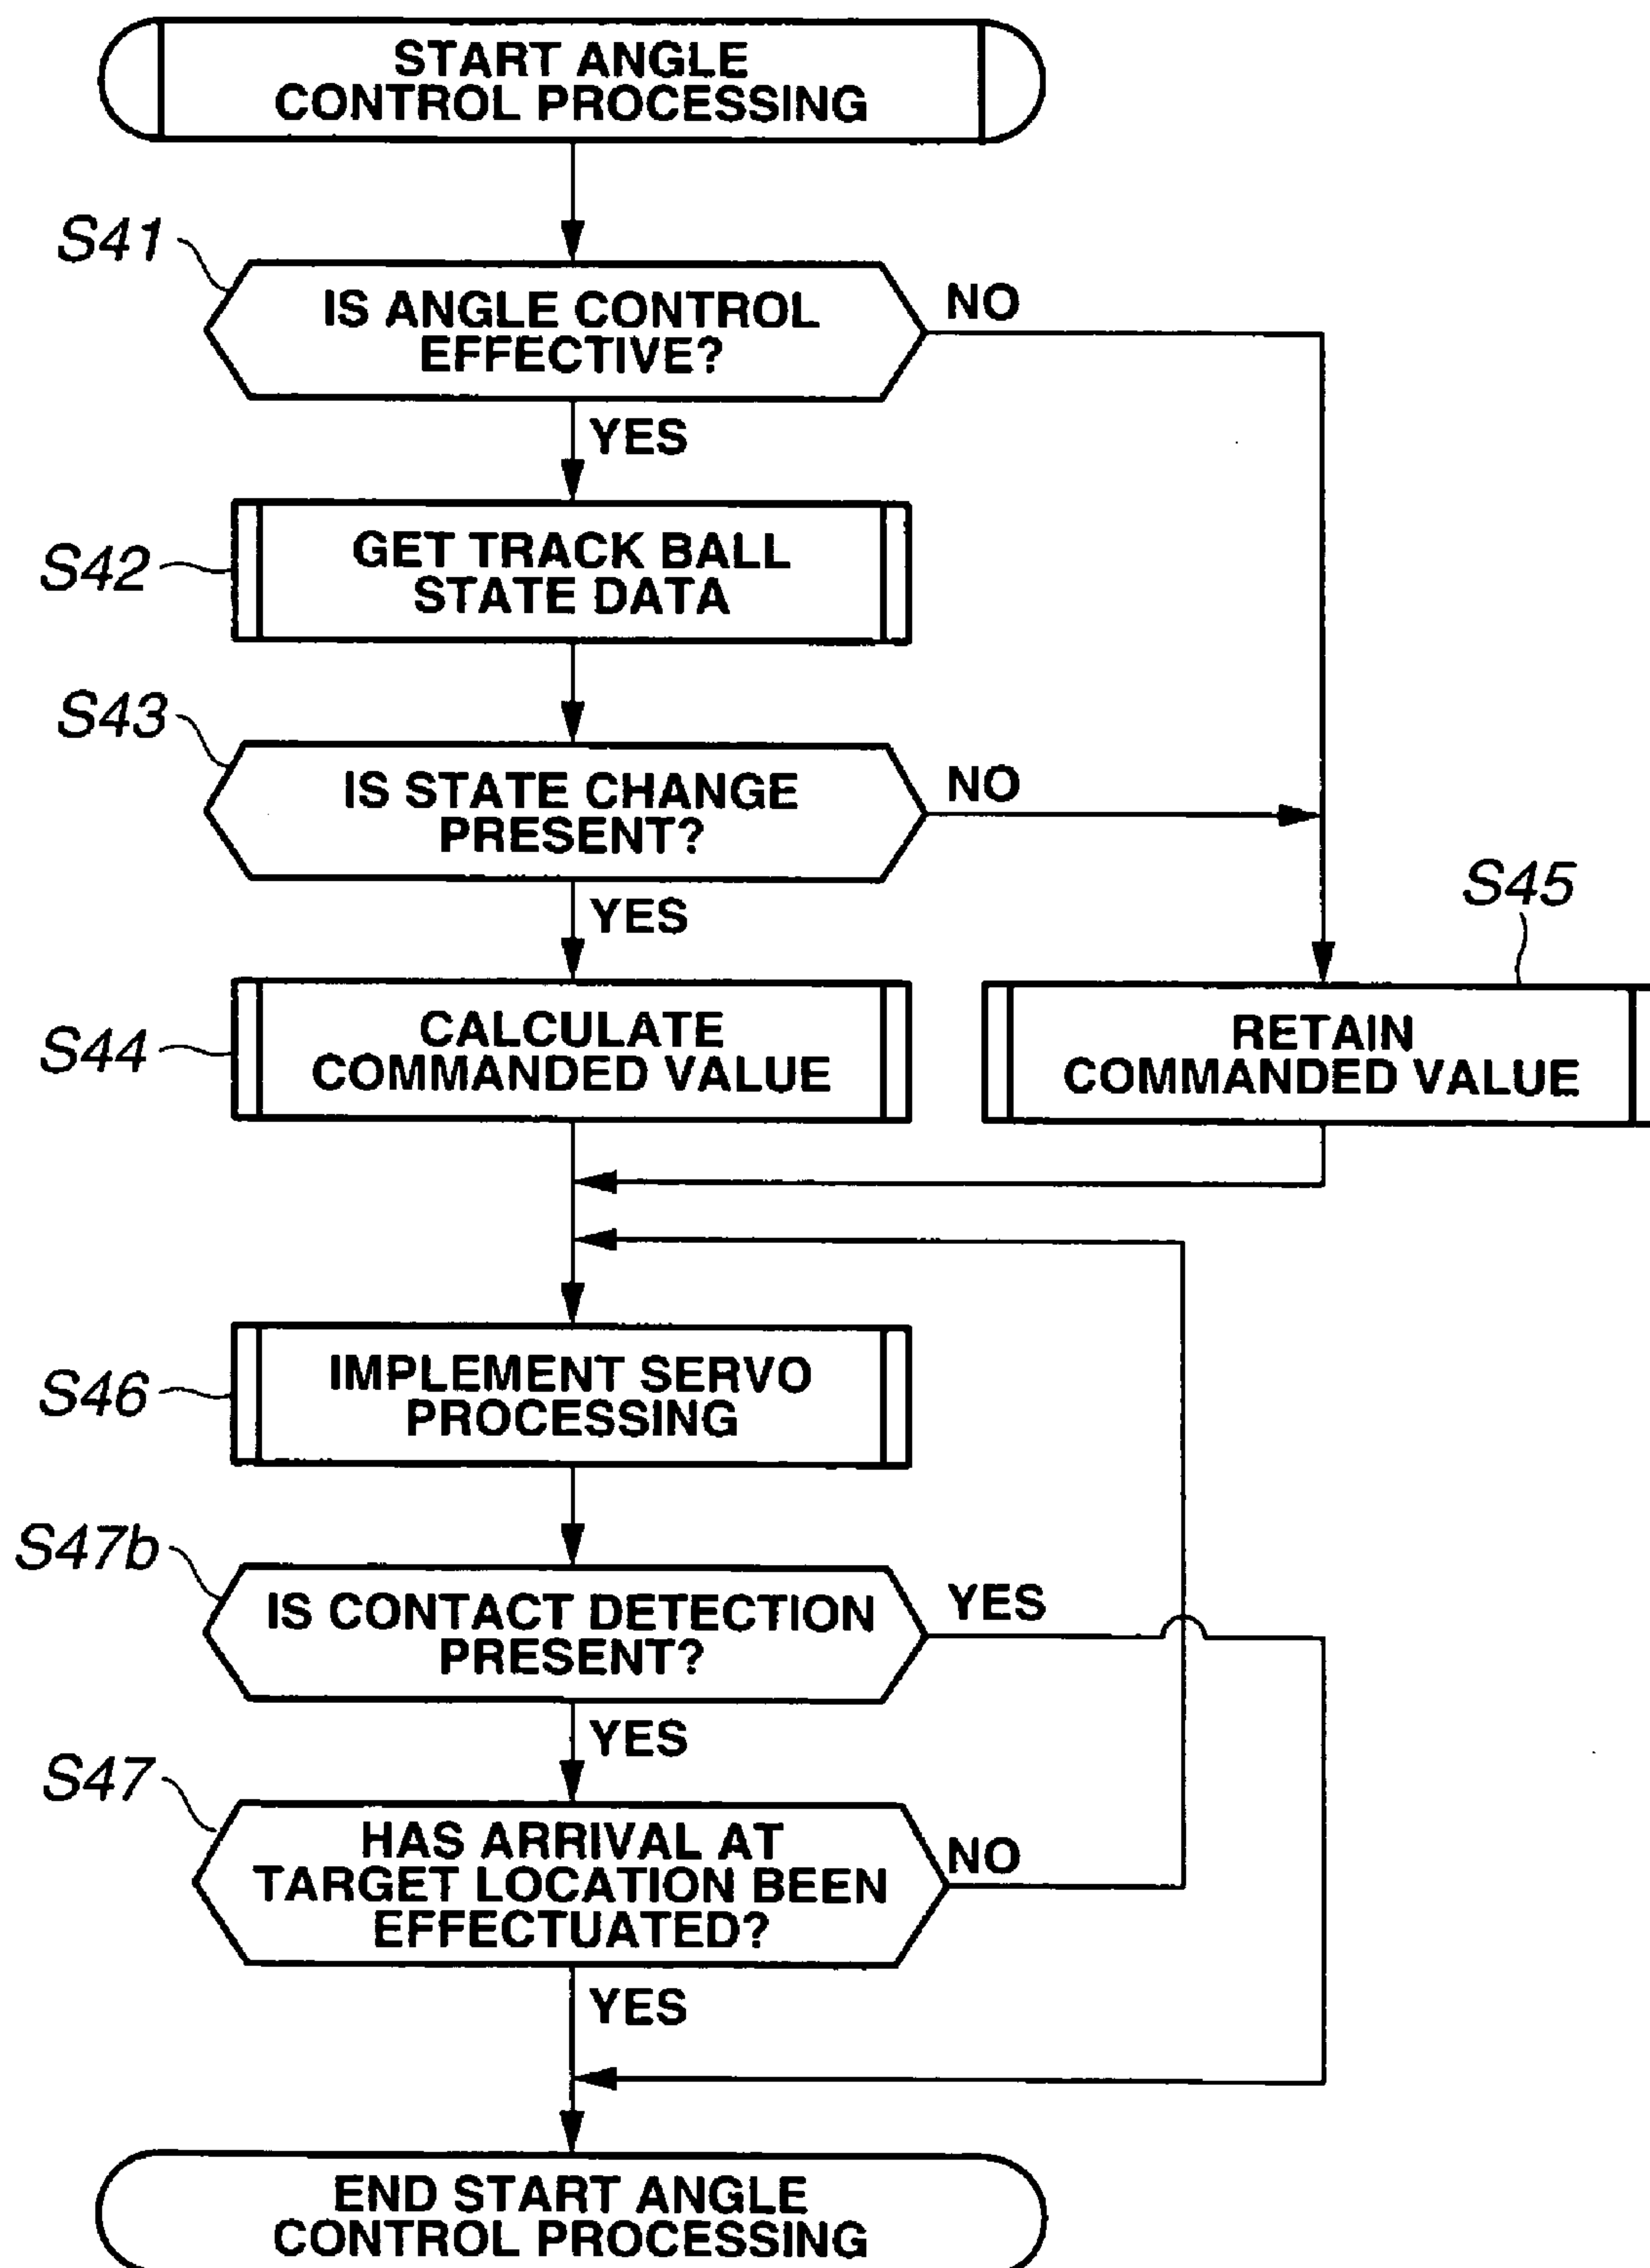 START ANGLE
CONTROL PROCESSING
S41
IS ANGLE CONTROL
EFFECTIVE?
NO
YES
S42
GET TRACK BALL
STATE DATA
S43
IS STATE CHANGE
PRESENT?
NO
YES
S44
CALCULATE
COMMANDED VALUE
S45
RETAIN
COMMANDED VALUE
S46
IMPLEMENT SERVO
PROCESSING
S47b
IS CONTACT DETECTION
PRESENT?
YES
YES
S47
HAS ARRIVAL AT
TARGET LOCATION BEEN
EFFECTUATED?
NO
YES
END START ANGLE
CONTROL PROCESSING